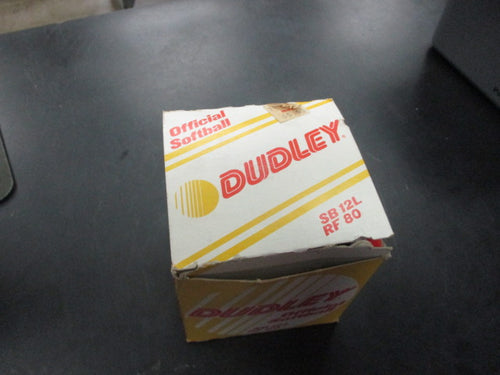 Official
Softball
DUDLEY
SB 12L
RF 80
DUDLEY